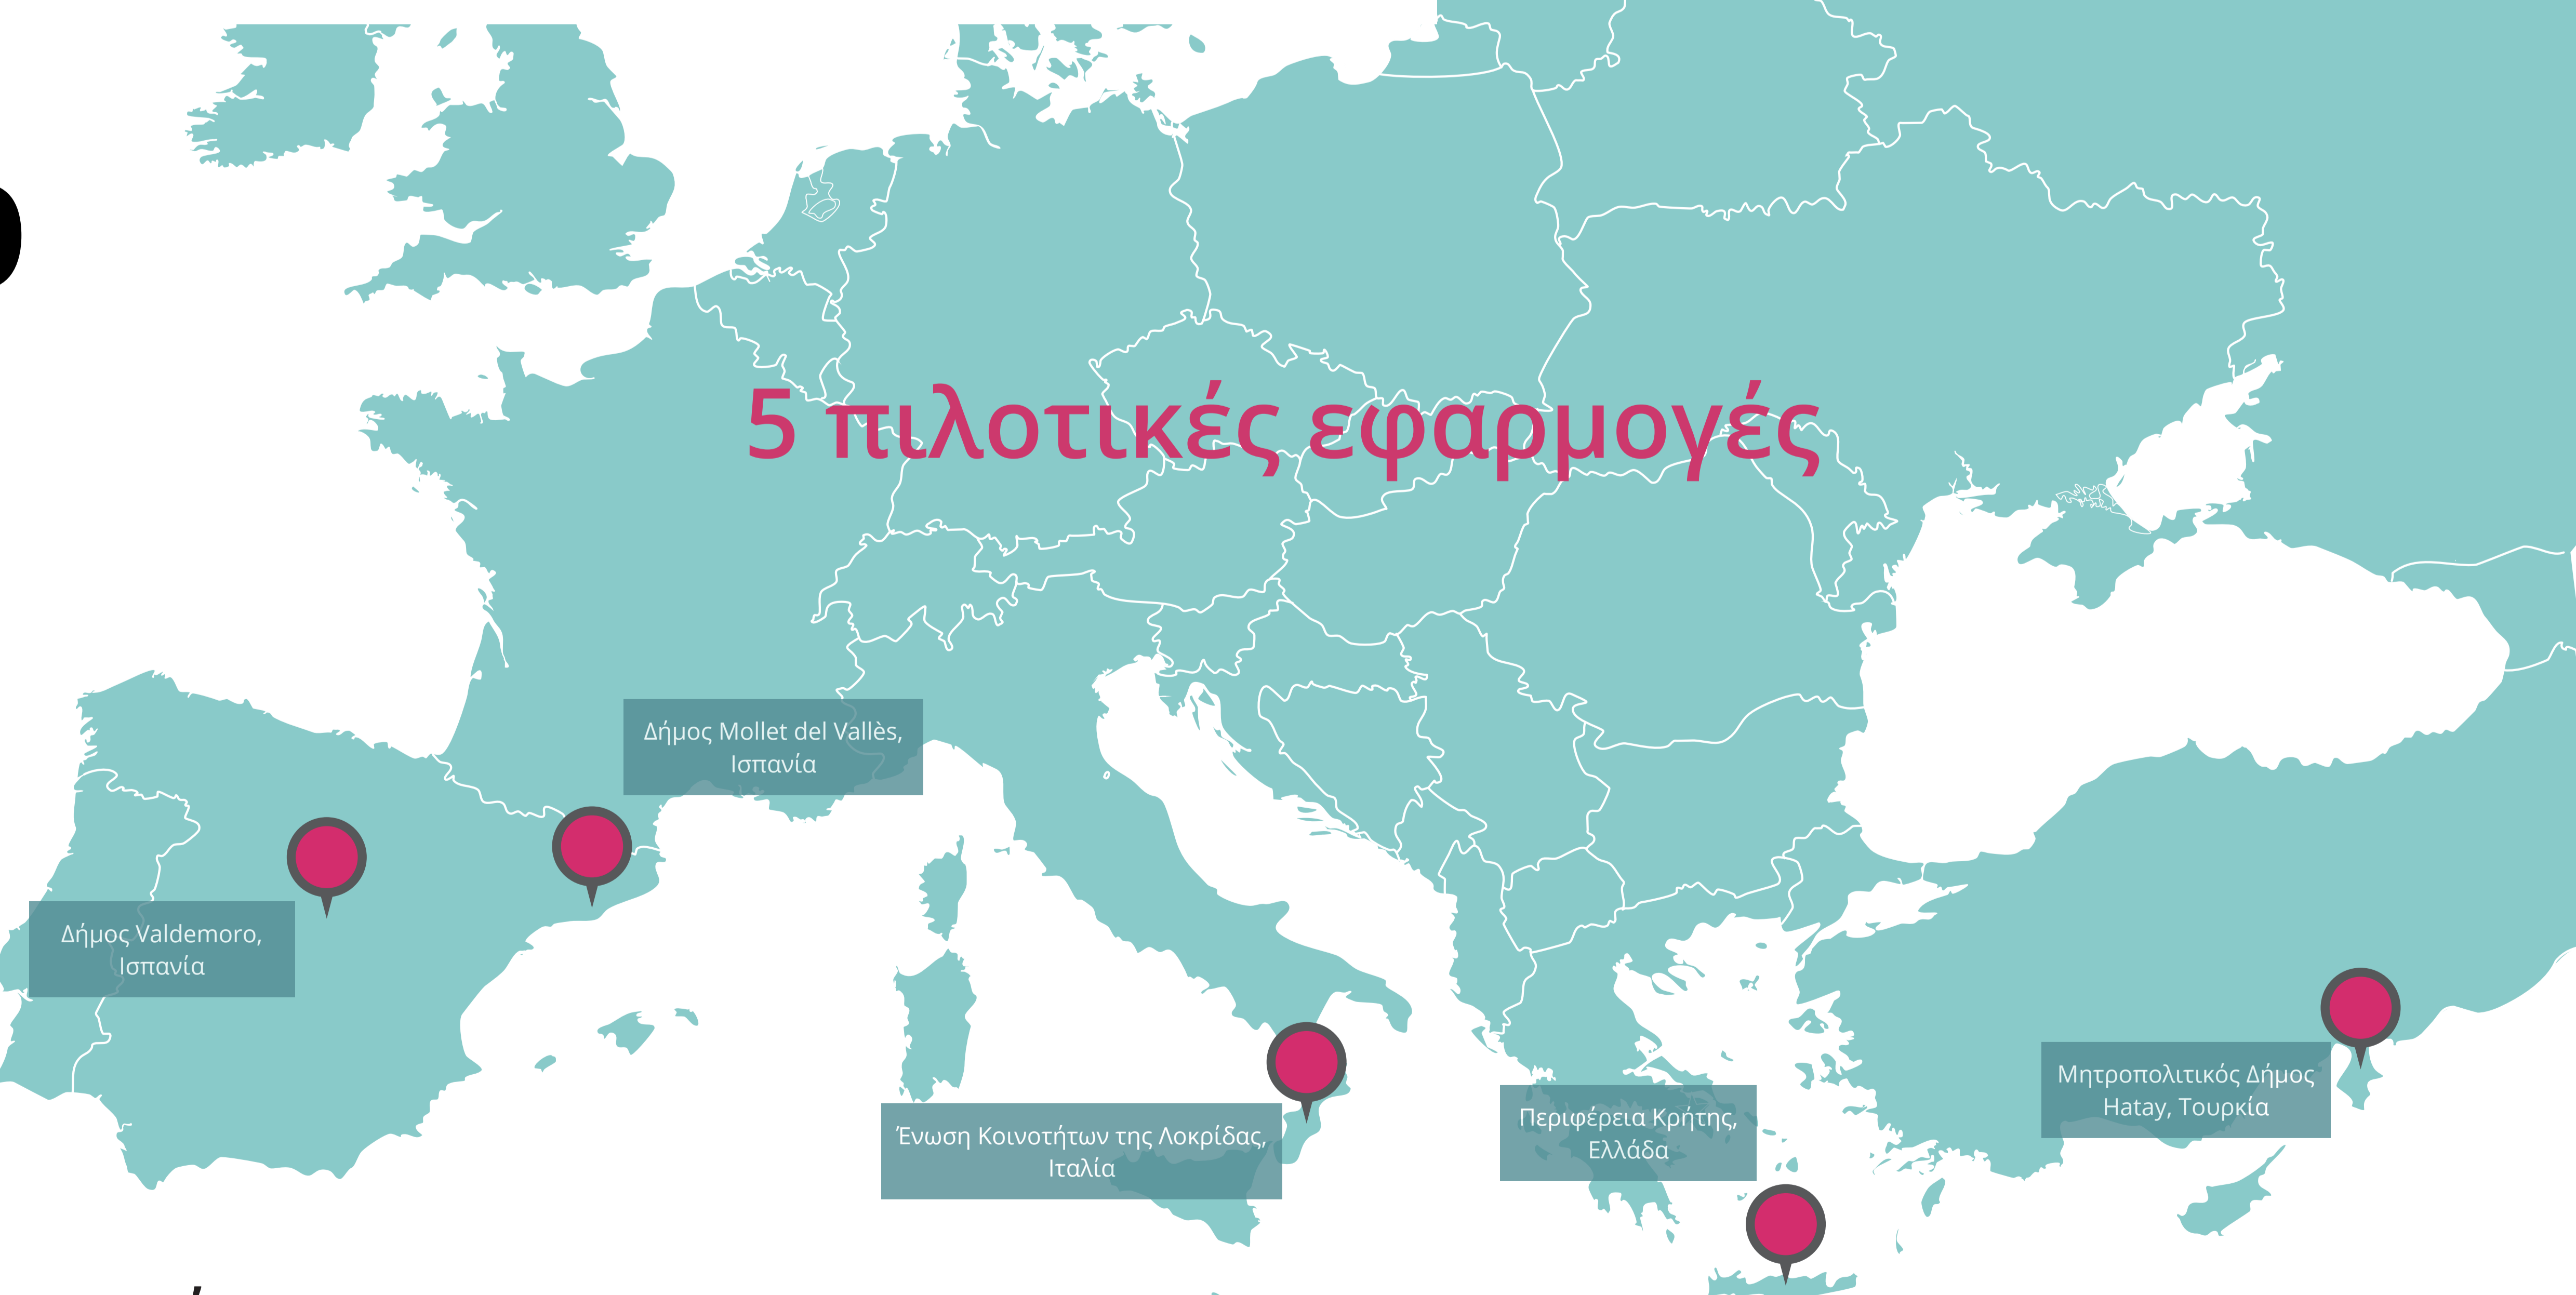 5 πιλοτικές εφαρμογές
Δήμος Mollet del Vallès,
Ισπανία
Δήμος Valdemoro,
Ισπανία
Ένωση Κοινοτήτων της Λοκρίδας,
Ιταλία
Περιφέρεια Κρήτης,
Ελλάδα
Μητροπολιτικός Δήμος
Hatay, Τουρκία